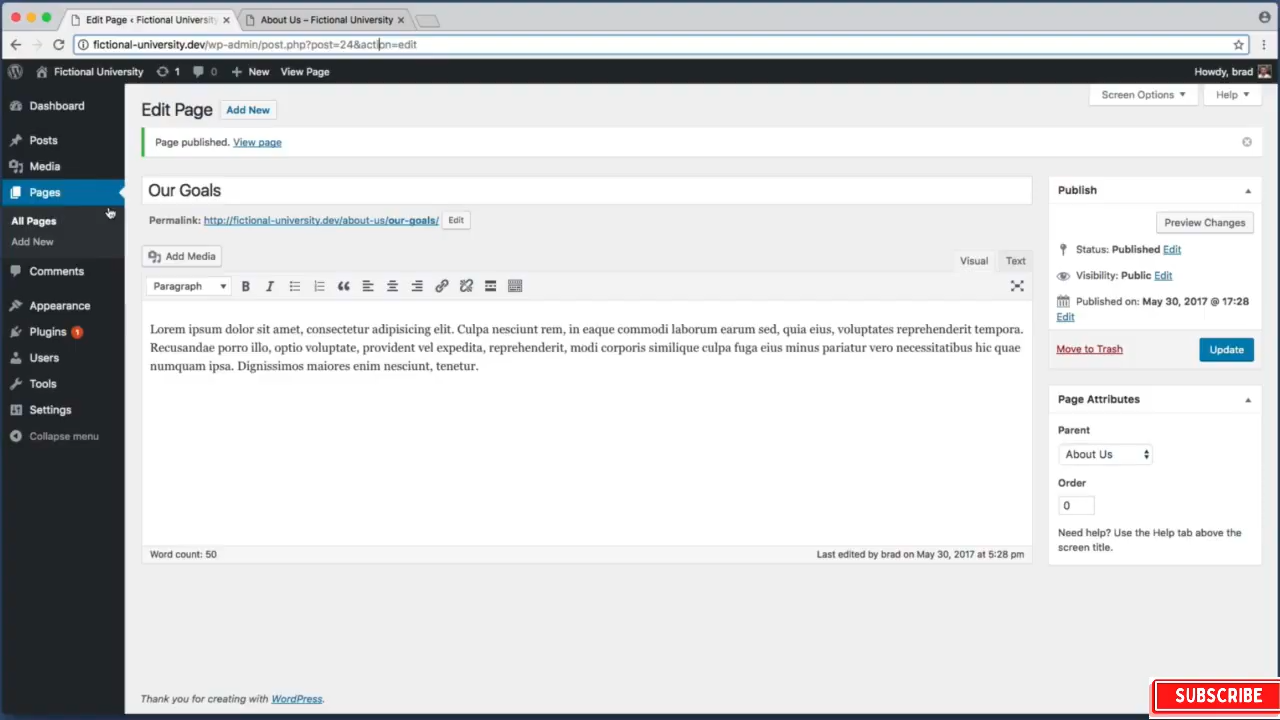 Edit Page ‹ Fictional University
About Us – Fictional University
fictional-university.dev/wp-admin/post.php?post=24&action=edit
Fictional University 1 0 New View Page Howdy, brad
Screen Options Help
Dashboard
Posts
Media
Pages
All Pages
Add New
Comments
Appearance
Plugins 1
Users
Tools
Settings
Collapse menu
Edit Page Add New
Page published. View page
Our Goals
Permalink: http://fictional-university.dev/about-us/our-goals/ Edit
Add Media
Visual Text
Paragraph B I
Lorem ipsum dolor sit amet, consectetur adipisicing elit. Culpa nesciunt rem, in eaque commodi laborum earum sed, quia eius, voluptates reprehenderit tempora.
Recusandae porro illo, optio voluptate, provident vel expedita, reprehenderit, modi corporis similique culpa fuga eius minus pariatur vero necessitatibus hic quae
numquam ipsa. Dignissimos maiores enim nesciunt, tenetur.
Word count: 50
Last edited by brad on May 30, 2017 at 5:28 pm
Publish
Preview Changes
Status: Published Edit
Visibility: Public Edit
Published on: May 30, 2017 @ 17:28
Edit
Move to Trash Update
Page Attributes
Parent
About Us
Order
0
Need help? Use the Help tab above the
screen title.
Thank you for creating with WordPress.
SUBSCRIBE